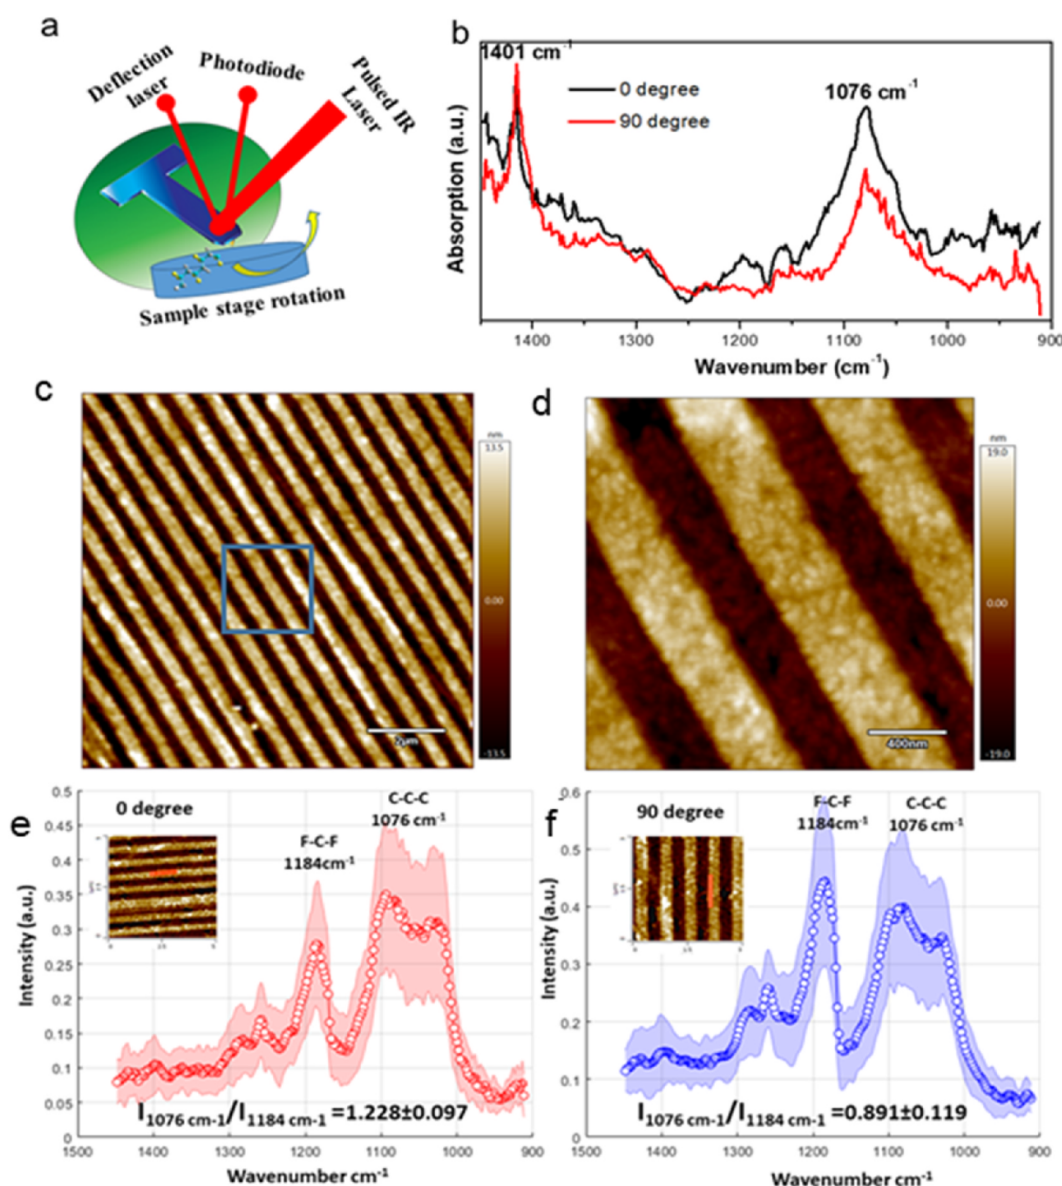 a
Deflection
laser
Photodiode
Pulsed IR
Laser
Sample stage rotation
b
1401 cm-1
0 degree
90 degree
1076 cm-1
Absorption (a.u.)
1400 1300 1200 1100 1000 900
Wavenumber (cm-1)
c
nm
13.5
0.00
-13.5
2μm
d
nm
19.0
0.00
-19.0
400nm
e
0 degree
F-C-F
1184cm-1
C-C-C
1076 cm-1
Intensity (a.u.)
0.5
0.45
0.4
0.35
0.3
0.25
0.2
0.15
0.1
0.05
0
I1076 cm-1/I1184 cm-1=1.228±0.097
1500 1400 1300 1200 1100 1000 900
Wavenumber cm-1
f
90 degree
F-C-F
1184cm-1
C-C-C
1076 cm-1
Intensity (a.u.)
0.6
0.5
0.4
0.3
0.2
0.1
0
I1076 cm-1/I1184 cm-1=0.891±0.119
1500 1400 1300 1200 1100 1000 900
Wavenumber cm-1